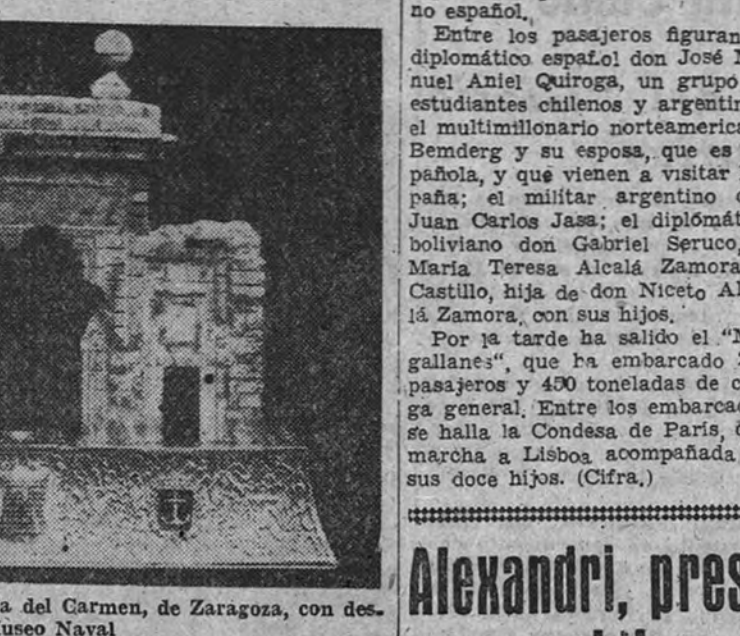 no español.
Entre los pasajeros figuran
diplomático español don José
nuel Aniel Quiroga, un grupo
estudiantes chilenos y argentin
el multimillonario norteamerica
Bemderg y su esposa, que es
pañola, y que vienen a visitar
paña; el militar argentino
Juan Carlos Jasa; el diplomát
boliviano don Gabriel Seruco,
María Teresa Alcalá Zamora
Castillo, hija de don Niceto Al
lá Zamora, con sus hijos.
Por la tarde ha salido el "M
gallanes", que ha embarcado
pasajeros y 450 toneladas de c
ga general. Entre los embarcad
se halla la Condesa de París,
marcha a Lisboa acompañada
sus doce hijos. (Cifra.)
Alexandri, pres
a del Carmen, de Zaragoza, con des-
useo Naval